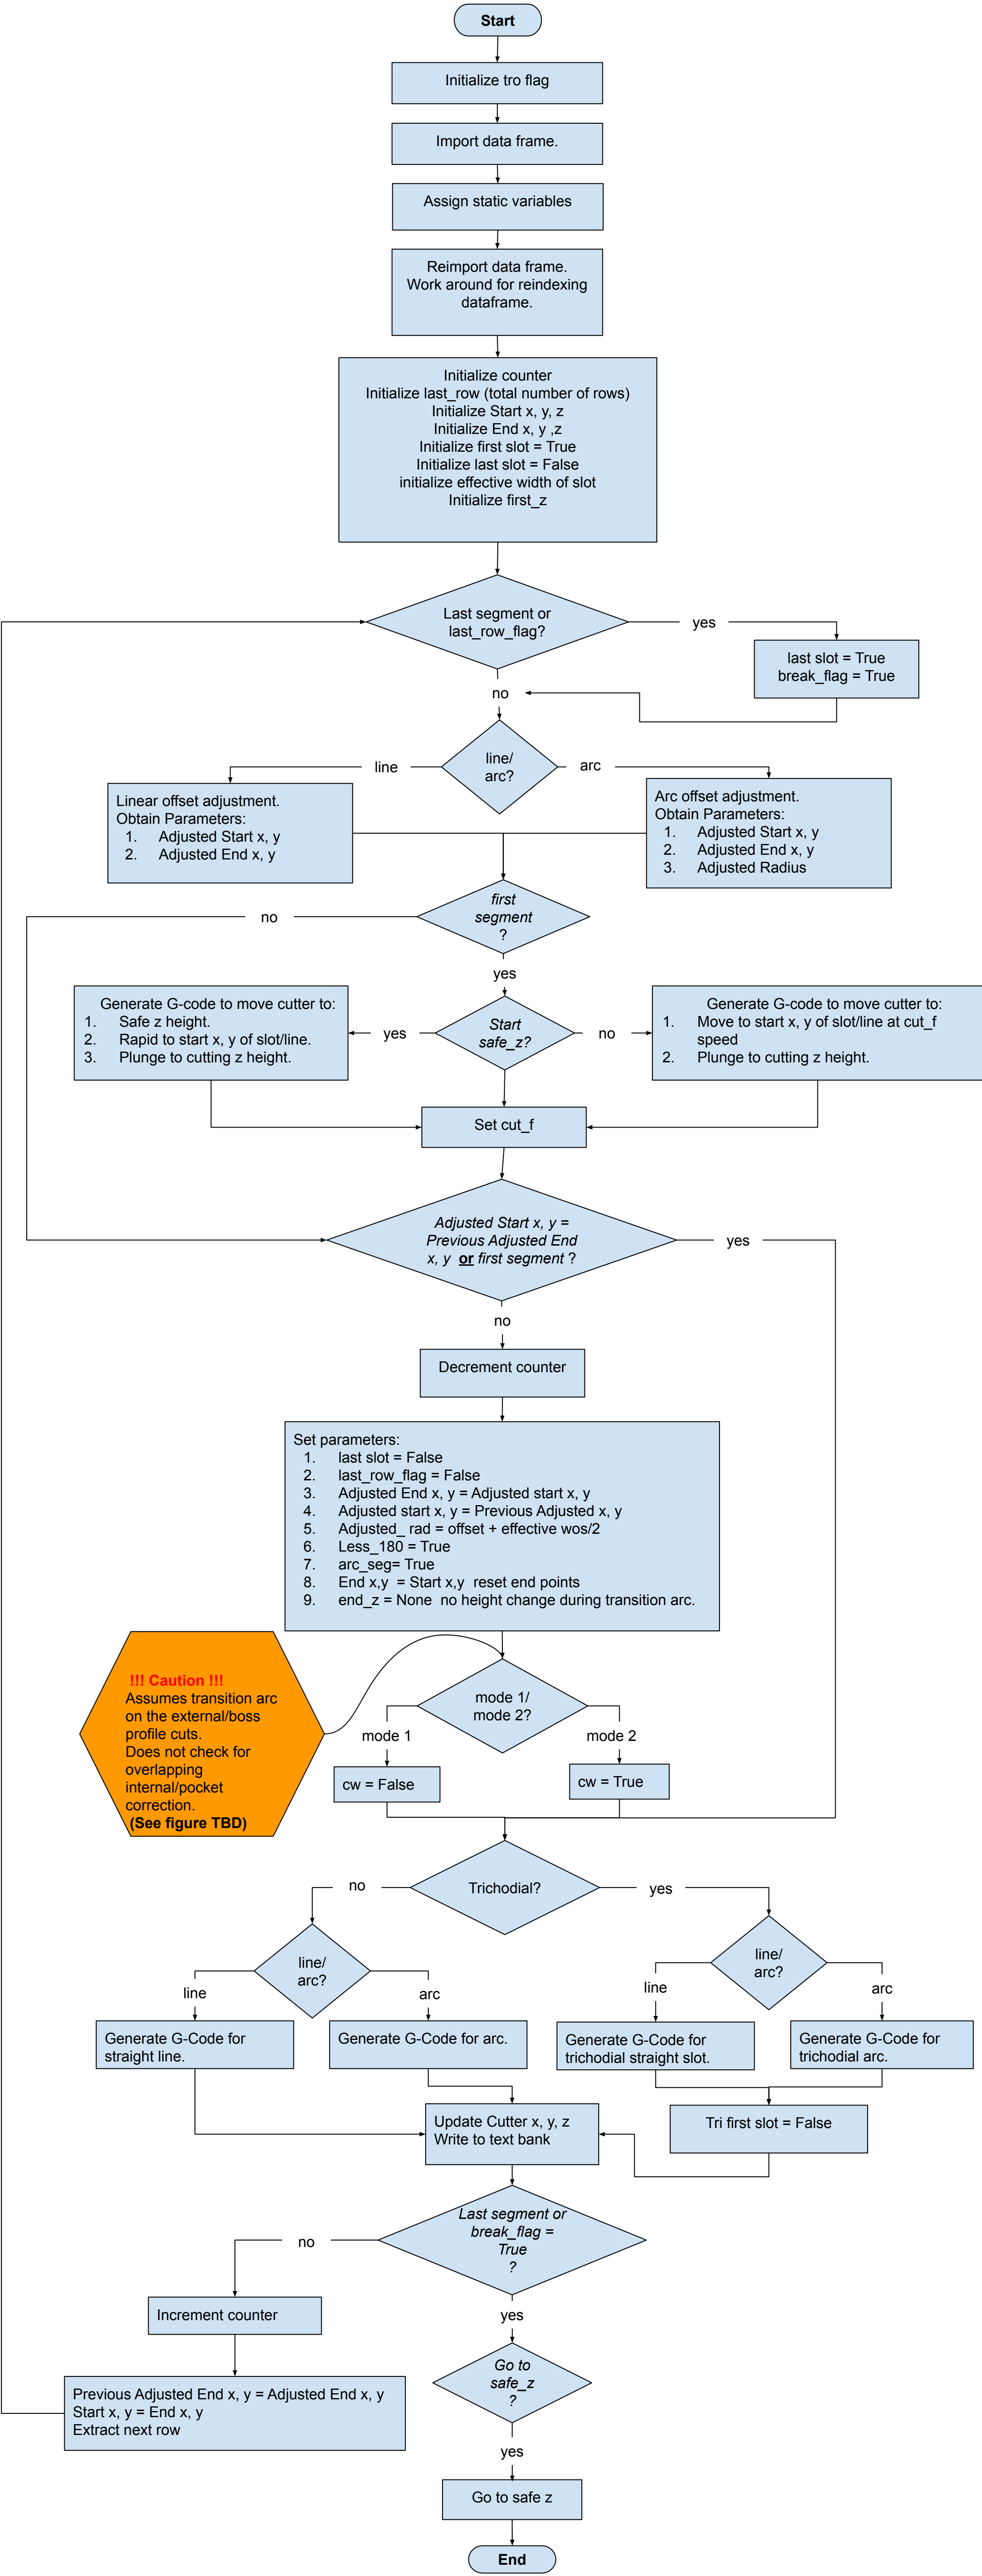 Start
Initialize tro flag
Import data frame.
Assign static variables
Reimport data frame.
Work around for reindexing
dataframe.
Initialize counter
Initialize last_row (total number of rows)
Initialize Start x, y, z
Initialize End x, y ,z
Initialize first slot = True
Initialize last slot = False
initialize effective width of slot
Initialize first_z
Last segment or
last_row_flag?
yes
last slot = True
break_flag = True
no
line/
arc?
line
arc
Linear offset adjustment.
Obtain Parameters:
1. Adjusted Start x, y
2. Adjusted End x, y
Arc offset adjustment.
Obtain Parameters:
1. Adjusted Start x, y
2. Adjusted End x, y
3. Adjusted Radius
first
segment
?
no
yes
Generate G-code to move cutter to:
1. Safe z height.
2. Rapid to start x, y of slot/line.
3. Plunge to cutting z height.
yes
Start
safe_z?
no
Generate G-code to move cutter to:
1. Move to start x, y of slot/line at cut_f
speed
2. Plunge to cutting z height.
Set cut_f
Adjusted Start x, y =
Previous Adjusted End
x, y or first segment ?
yes
no
Decrement counter
Set parameters:
1. last slot = False
2. last_row_flag = False
3. Adjusted End x, y = Adjusted start x, y
4. Adjusted start x, y = Previous Adjusted x, y
5. Adjusted_ rad = offset + effective wos/2
6. Less_180 = True
7. arc_seg= True
8. End x,y  = Start x,y  reset end points
9. end_z = None  no height change during transition arc.
!!! Caution !!!
Assumes transition arc
on the external/boss
profile cuts.
Does not check for
overlapping
internal/pocket
correction.
(See figure TBD)
mode 1/
mode 2?
mode 1
mode 2
cw = False
cw = True
Trichodial?
no
yes
line/
arc?
line
arc
line/
arc?
line
arc
Generate G-Code for
straight line.
Generate G-Code for arc.
Generate G-Code for
trichodial straight slot.
Generate G-Code for
trichodial arc.
Update Cutter x, y, z
Write to text bank
Tri first slot = False
Last segment or
break_flag =
True
?
no
yes
Increment counter
Previous Adjusted End x, y = Adjusted End x, y
Start x, y = End x, y
Extract next row
Go to
safe_z
?
yes
Go to safe z
End